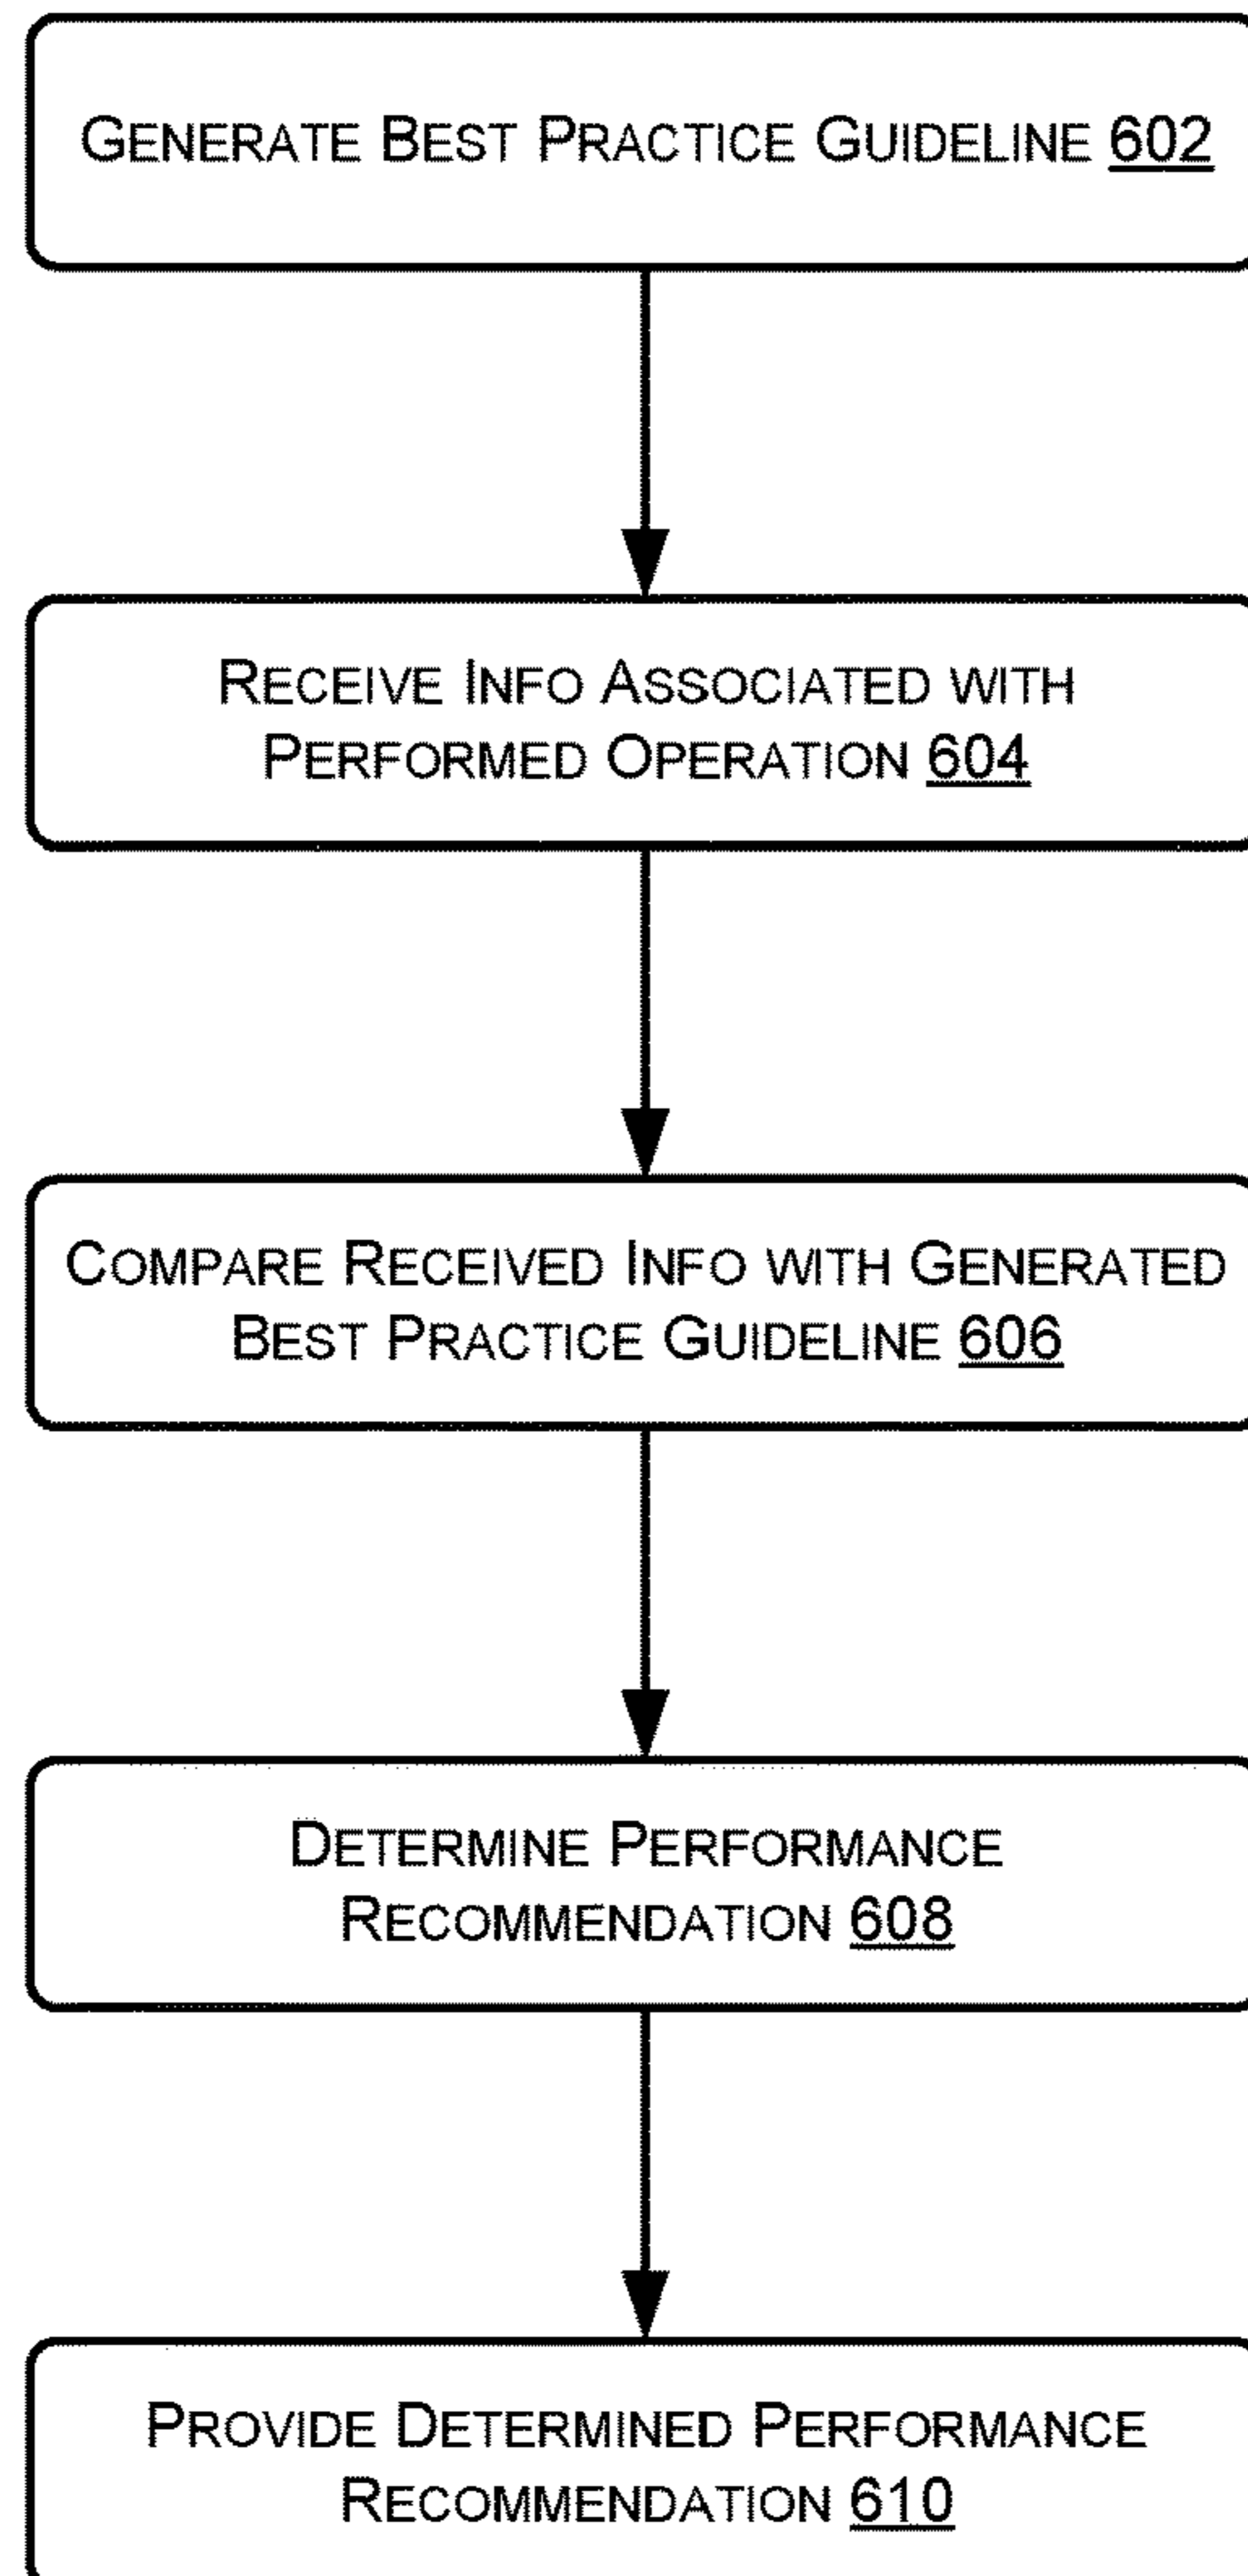 GENERATE BEST PRACTICE GUIDELINE 602
RECEIVE INFO ASSOCIATED WITH
PERFORMED OPERATION 604
COMPARE RECEIVED INFO WITH GENERATED
BEST PRACTICE GUIDELINE 606
DETERMINE PERFORMANCE
RECOMMENDATION 608
PROVIDE DETERMINED PERFORMANCE
RECOMMENDATION 610